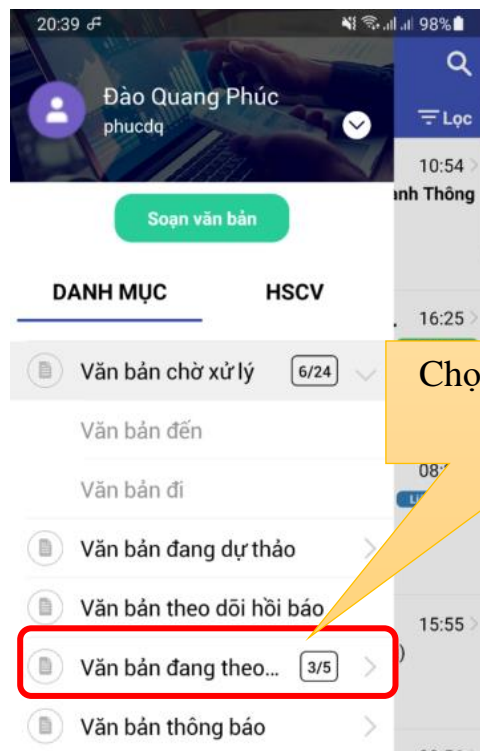 20:39 98%
Đào Quang Phúc
phucdq
Lọc
10:54
anh Thông
Soạn văn bản
DANH MỤC HSCV
16:25
Văn bản chờ xử lý 6/24
Chọ
Văn bản đến
Văn bản đi
Văn bản đang dự thảo
Văn bản theo dõi hồi báo
15:55
Văn bản đang theo... 3/5
)
Văn bản thông báo